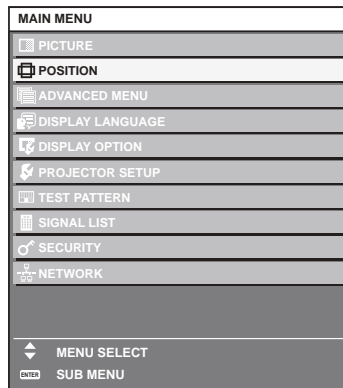 MAIN MENU
PICTURE
POSITION
ADVANCED MENU
DISPLAY LANGUAGE
DISPLAY OPTION
PROJECTOR SETUP
TEST PATTERN
SIGNAL LIST
SECURITY
NETWORK
MENU SELECT
ENTER SUB MENU